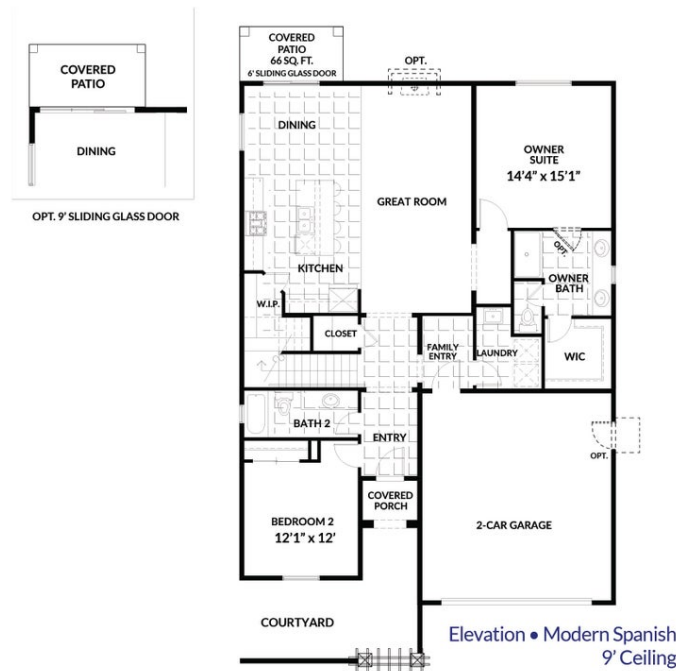 COVERED
PATIO
DINING
OPT. 9' SLIDING GLASS DOOR
COVERED
PATIO
66 SQ. FT.
6' SLIDING GLASS DOOR
OPT.
DINING
OWNER
SUITE
14'4" x 15'1"
GREAT ROOM
OPT.
KITCHEN
OWNER
BATH
W.I.P.
CLOSET
FAMILY
ENTRY
LAUNDRY
WIC
BATH 2
ENTRY
OPT.
COVERED
PORCH
BEDROOM 2
12'1" x 12'
2-CAR GARAGE
COURTYARD
Elevation • Modern Spanish
9' Ceiling